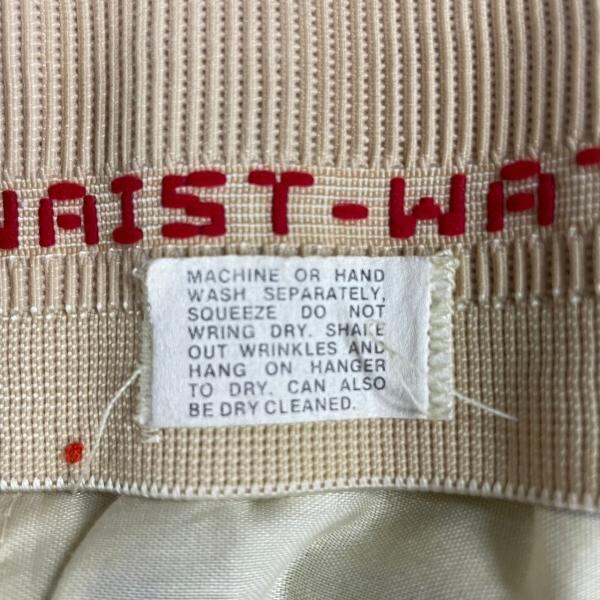 WAIST-WAT
MACHINE OR HAND
WASH SEPARATELY,
SQUEEZE DO NOT
WRING DRY. SHAKE
OUT WRINKLES AND
HANG ON HANGER
TO DRY. CAN ALSO
BE DRY CLEANED.